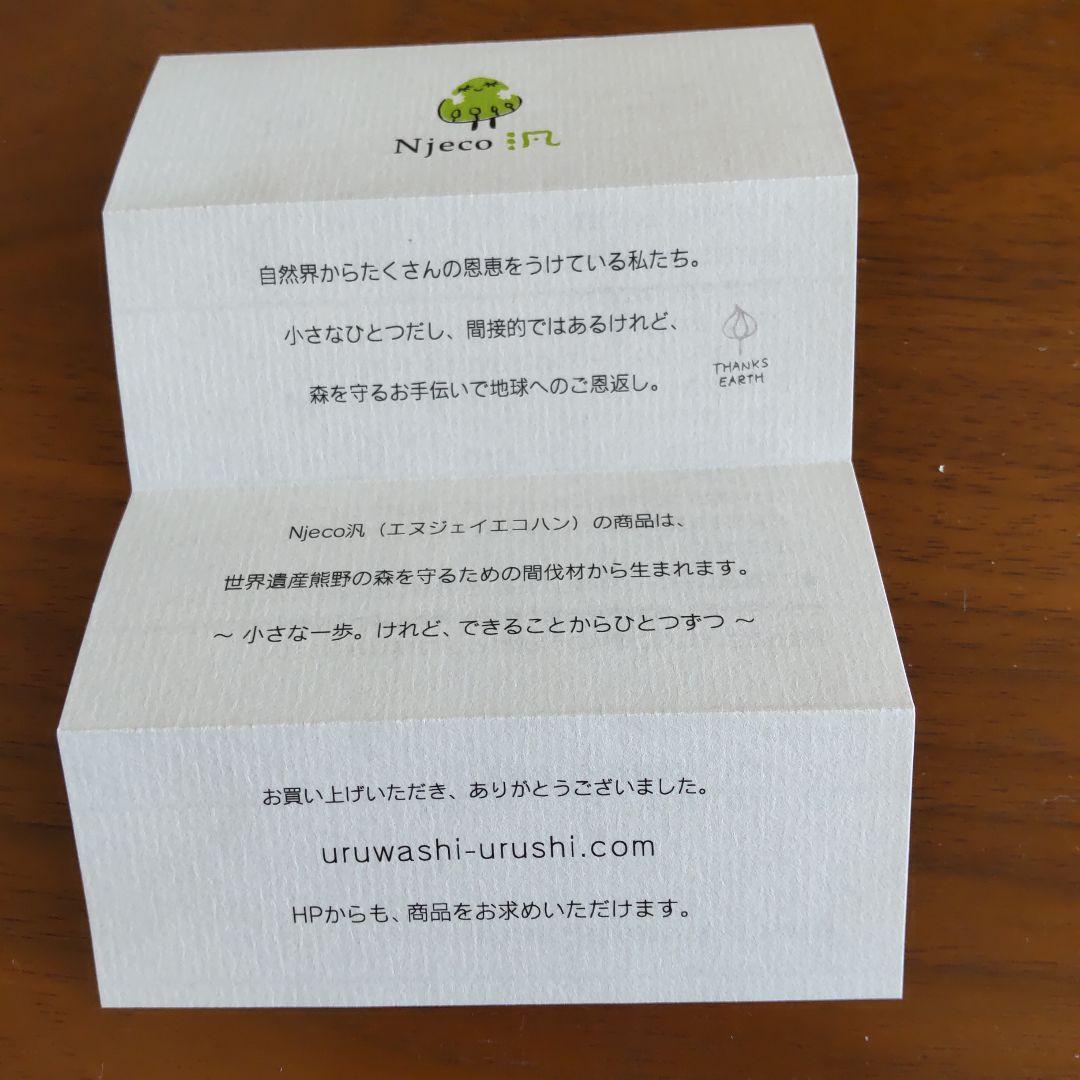 Njeco 汎
自然界からたくさんの恩恵をうけている私たち。
小さなひとつだし、間接的ではあるけれど、
森を守るお手伝いで地球へのご恩返し。
THANKS
EARTH
Njeco汎（エヌジェイエコハン）の商品は、
世界遺産熊野の森を守るための間伐材から生まれます。
～ 小さな一歩。けれど、できることからひとつずつ ～
お買い上げいただき、ありがとうございました。
uruwashi-urushi.com
HPからも、商品をお求めいただけます。